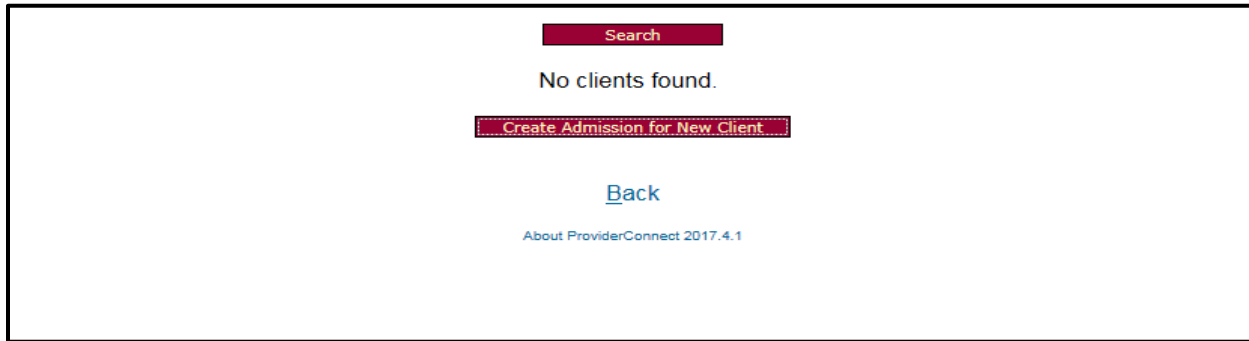 Search
No clients found.
Create Admission for New Client
Back
About ProviderConnect 2017.4.1